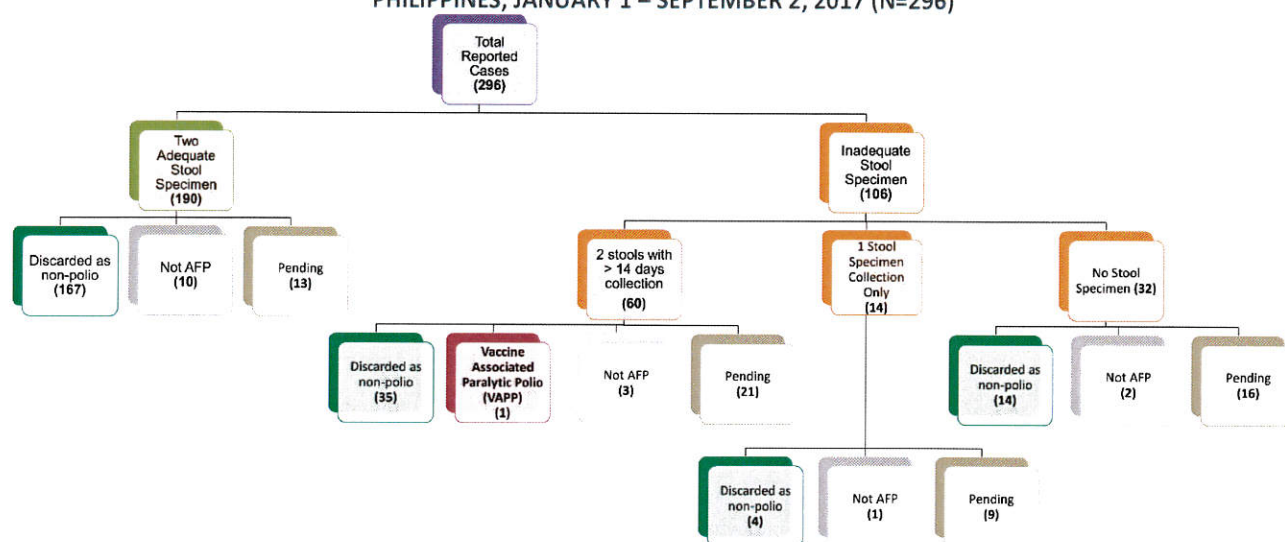 PHILIPPINES, JANUARY 1 – SEPTEMBER 2, 2017 (N=296)
Total
Reported
Cases
(296)
Two
Adequate
Stool
Specimen
(190)
Inadequate
Stool
Specimen
(106)
Discarded as
non-polio
(167)
Not AFP
(10)
Pending
(13)
2 stools with
> 14 days
collection
(60)
1 Stool
Specimen
Collection
Only
(14)
No Stool
Specimen (32)
Discarded as
non-polio
(35)
Vaccine
Associated
Paralytic Polio
(VAPP)
(1)
Not AFP
(3)
Pending
(21)
Discarded as
non-polio
(14)
Not AFP
(2)
Pending
(16)
Discarded as
non-polio
(4)
Not AFP
(1)
Pending
(9)